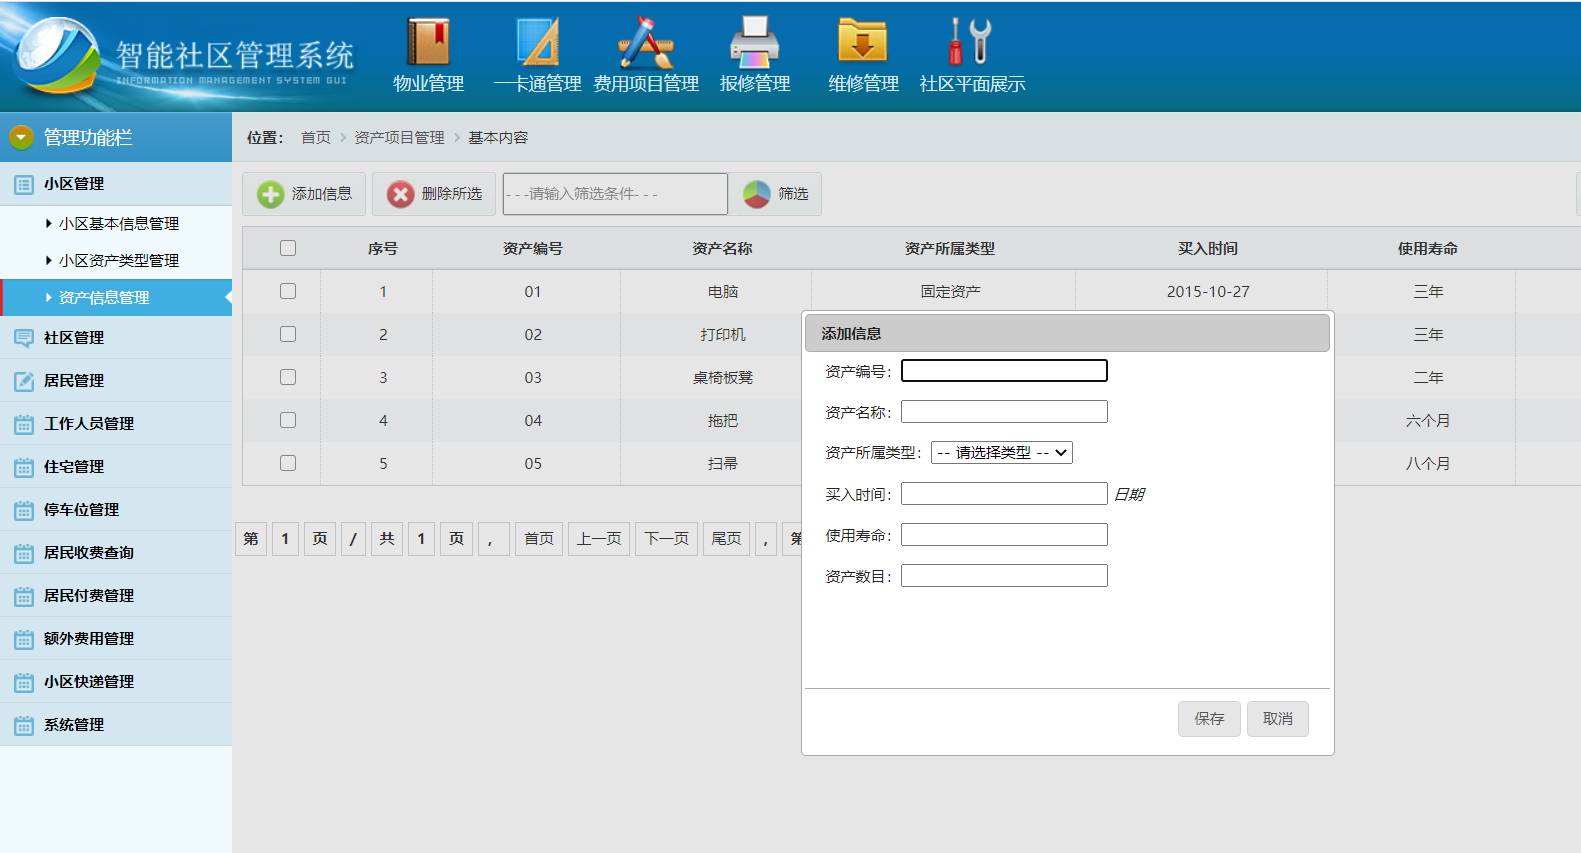 智能社区管理系统
INFORMATION MANAGEMENT SYSTEM GUI
物业管理 一卡通管理 费用项目管理 报修管理 维修管理 社区平面展示
管理功能栏
小区管理
小区基本信息管理
小区资产类型管理
资产信息管理
社区管理
居民管理
工作人员管理
住宅管理
停车位管理
居民收费查询
居民付费管理
额外费用管理
小区快递管理
系统管理
位置： 首页 > 资产项目管理 > 基本内容
添加信息 删除所选 - - -请输入筛选条件- - - 筛选
序号 资产编号 资产名称 资产所属类型 买入时间 使用寿命
1 01 电脑 固定资产 2015-10-27 三年
2 02 打印机 三年
3 03 桌椅板凳 二年
4 04 拖把 六个月
5 05 扫帚 八个月
第 1 页 / 共 1 页 , 首页 上一页 下一页 尾页 , 第
添加信息
资产编号：
资产名称：
资产所属类型： -- 请选择类型 --
买入时间： 日期
使用寿命：
资产数目：
保存 取消